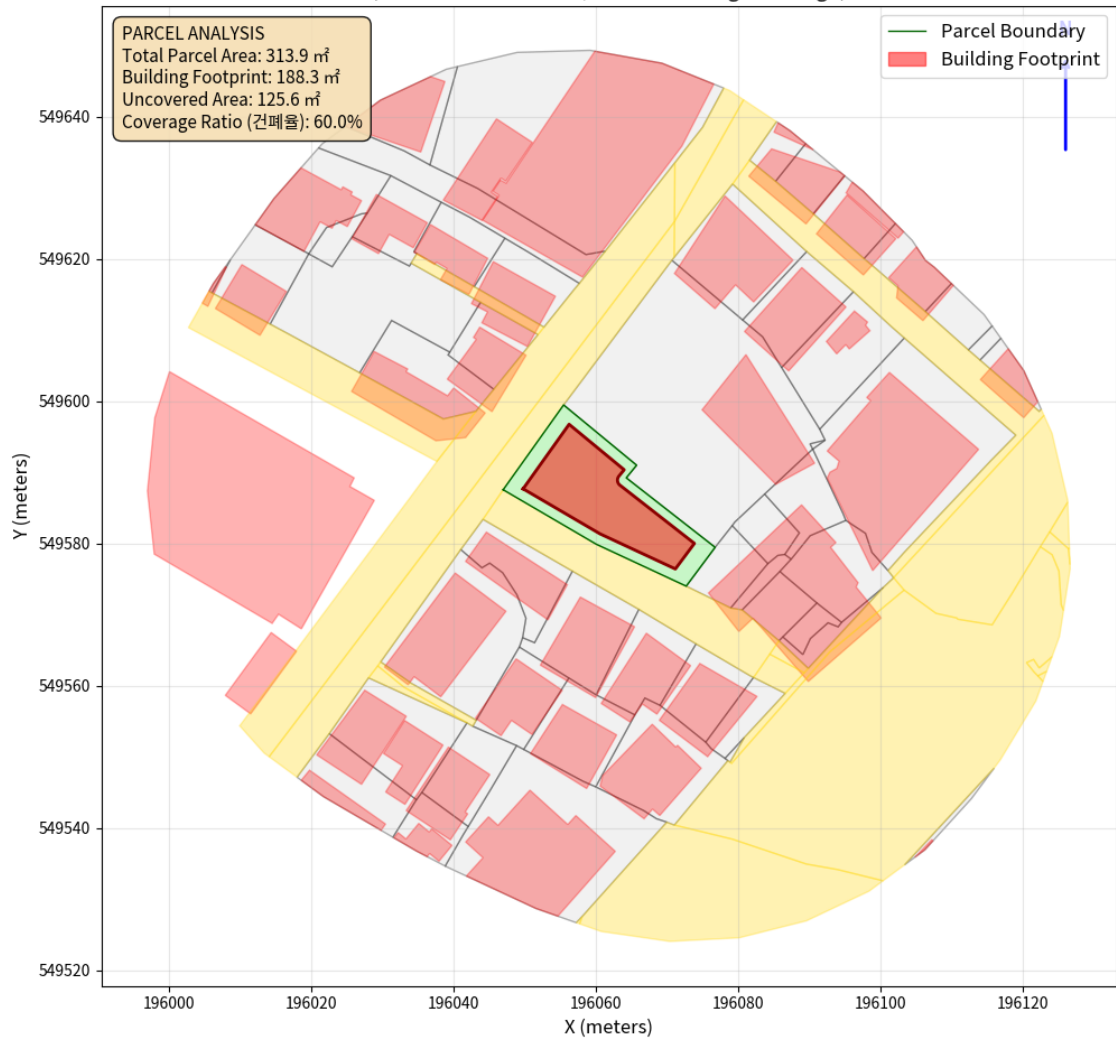 PARCEL ANALYSIS
Total Parcel Area: 313.9 ㎡
Building Footprint: 188.3 ㎡
Uncovered Area: 125.6 ㎡
Coverage Ratio (건폐율): 60.0%
Parcel Boundary
Building Footprint
N
549640
549620
549600
549580
549560
549540
549520
Y (meters)
196000 196020 196040 196060 196080 196100 196120
X (meters)